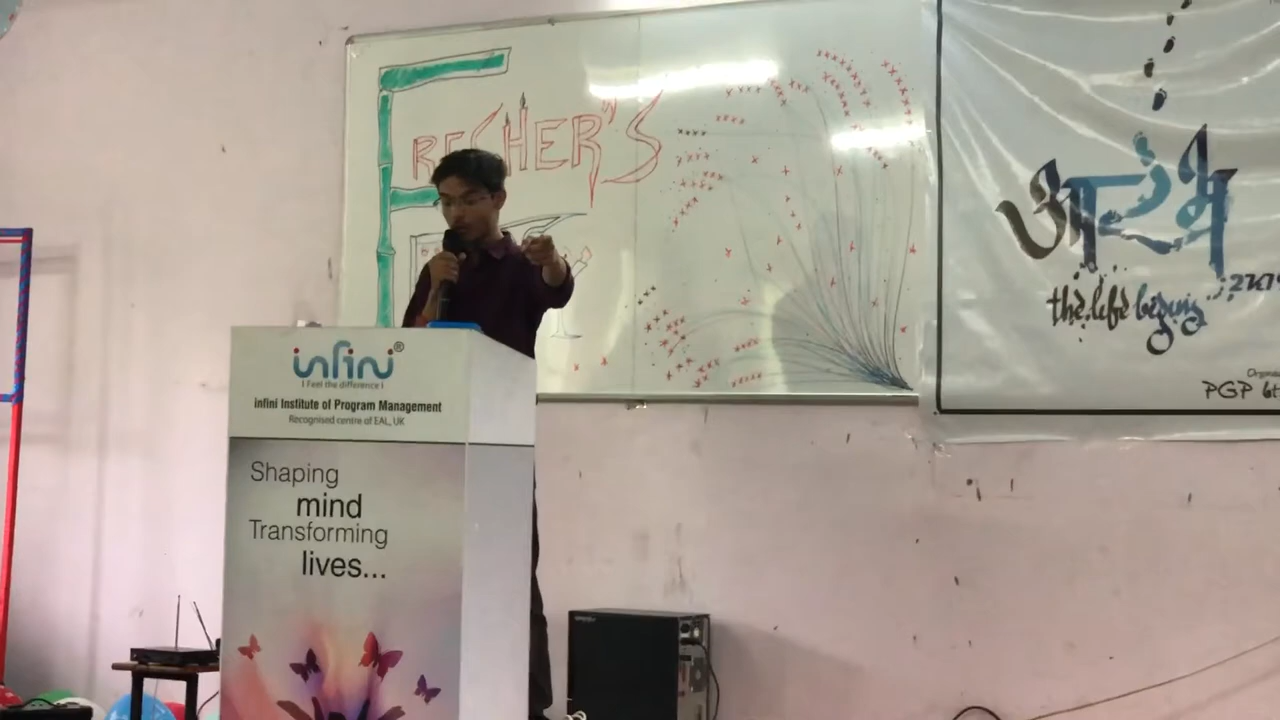 FRESHER'S
infini®
| Feel the difference |
infini Institute of Program Management
Recognised centre of EAL, UK
Shaping
mind
Transforming
lives...
आरंभ
the life begins
PGP